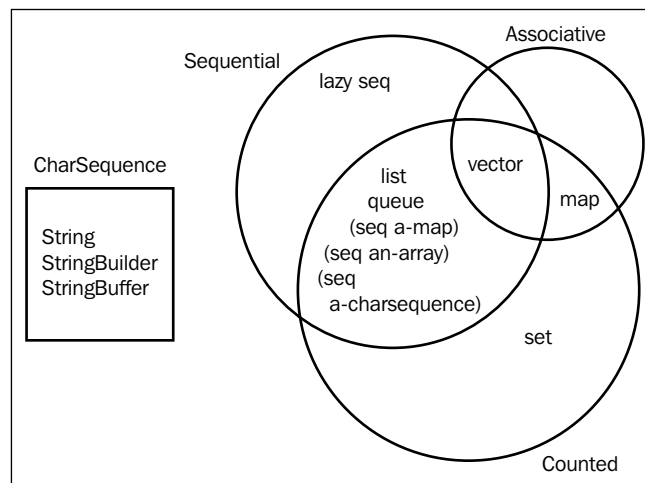 Associative
Sequential
lazy seq
CharSequence
String
StringBuilder
StringBuffer
list
queue
(seq a-map)
(seq an-array)
(seq
a-charsequence)
vector
map
set
Counted